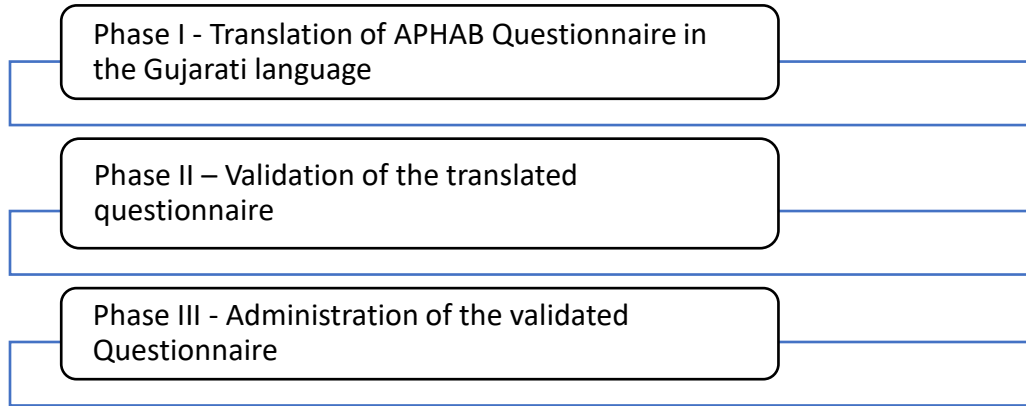 Phase I - Translation of APHAB Questionnaire in
the Gujarati language
Phase II – Validation of the translated
questionnaire
Phase III - Administration of the validated
Questionnaire